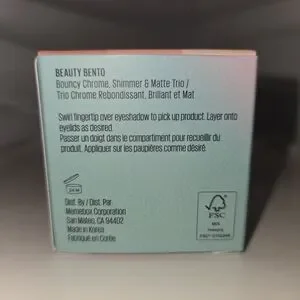 BEAUTY BENTO
Bouncy Chrome, Shimmer & Matte Trio /
Trio Chrome Rebondissant, Brillant et Mat
Swirl fingertip over eyeshadow to pick up product. Layer onto
eyelids as desired.
Passer un doigt dans le compartiment pour recueillir du
produit. Appliquer sur les paupières comme désiré.
Dist. By / Dist. Par
Memebox Corporation
San Mateo, CA 94402
Made in Korea
Fabriqué en Corée
FSC
MIX